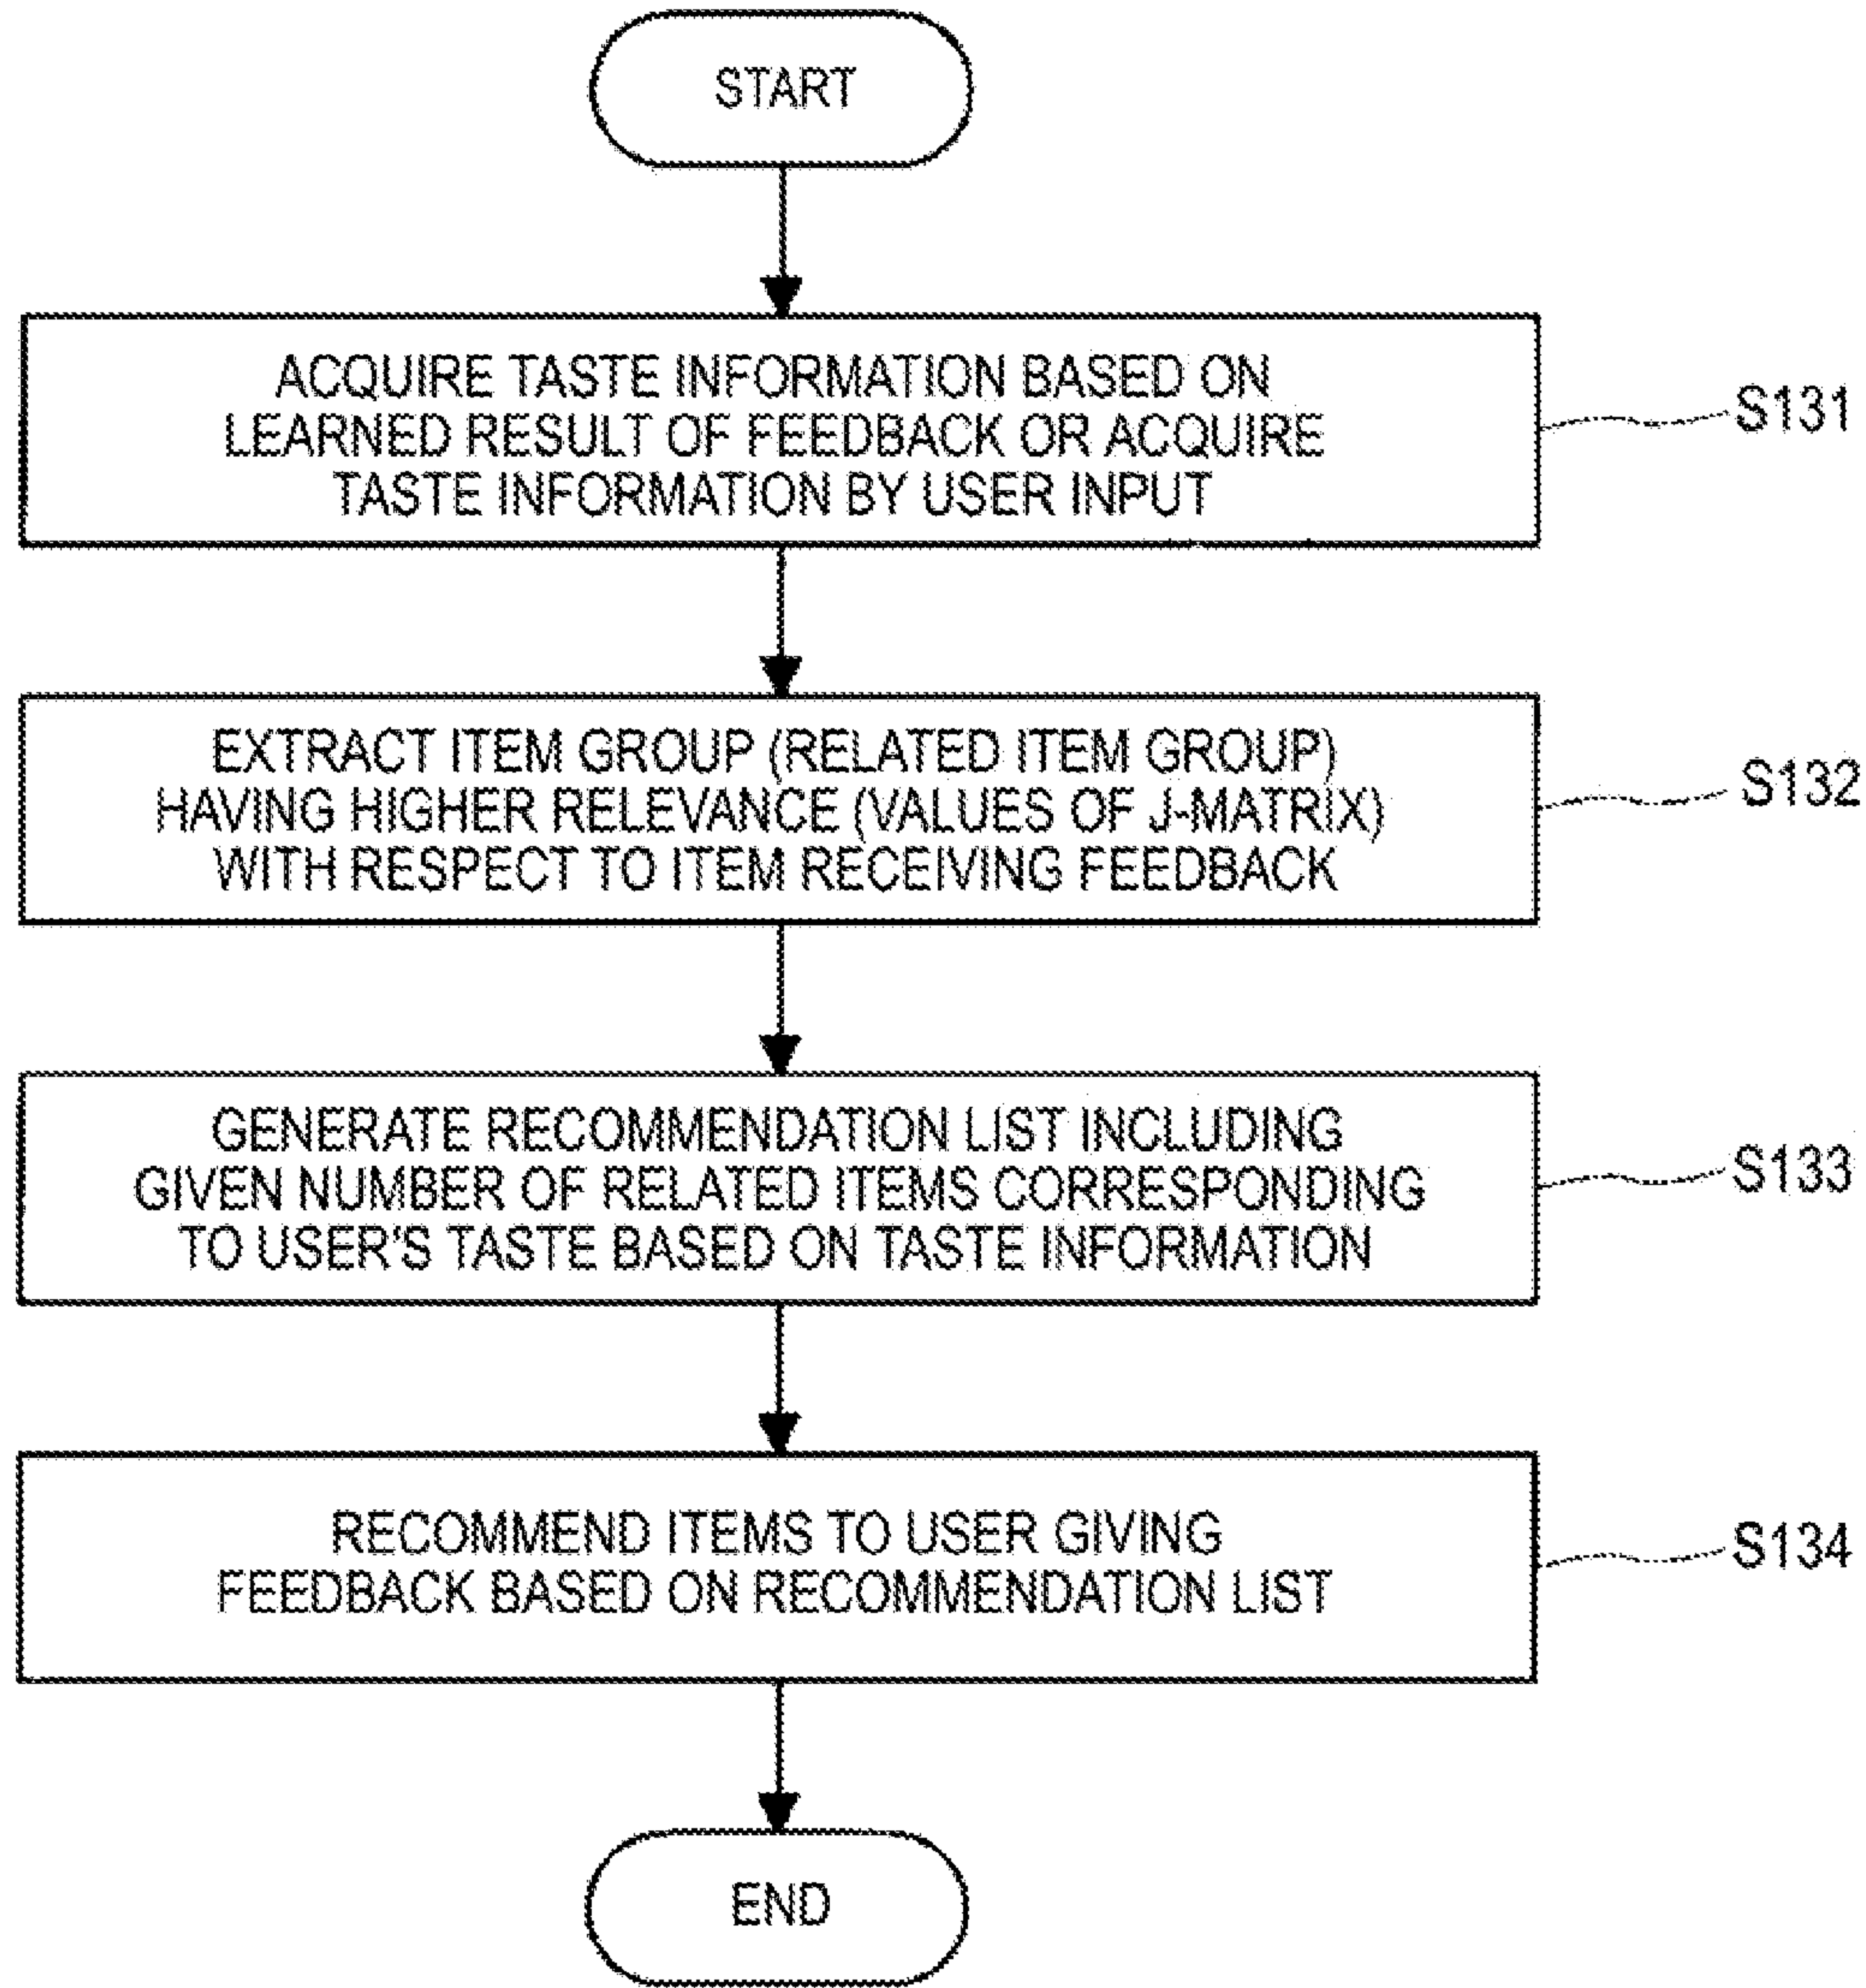 START
ACQUIRE TASTE INFORMATION BASED ON
LEARNED RESULT OF FEEDBACK OR ACQUIRE
TASTE INFORMATION BY USER INPUT
S131
EXTRACT ITEM GROUP (RELATED ITEM GROUP)
HAVING HIGHER RELEVANCE (VALUES OF J-MATRIX)
WITH RESPECT TO ITEM RECEIVING FEEDBACK
S132
GENERATE RECOMMENDATION LIST INCLUDING
GIVEN NUMBER OF RELATED ITEMS CORRESPONDING
TO USER'S TASTE BASED ON TASTE INFORMATION
S133
RECOMMEND ITEMS TO USER GIVING
FEEDBACK BASED ON RECOMMENDATION LIST
S134
END